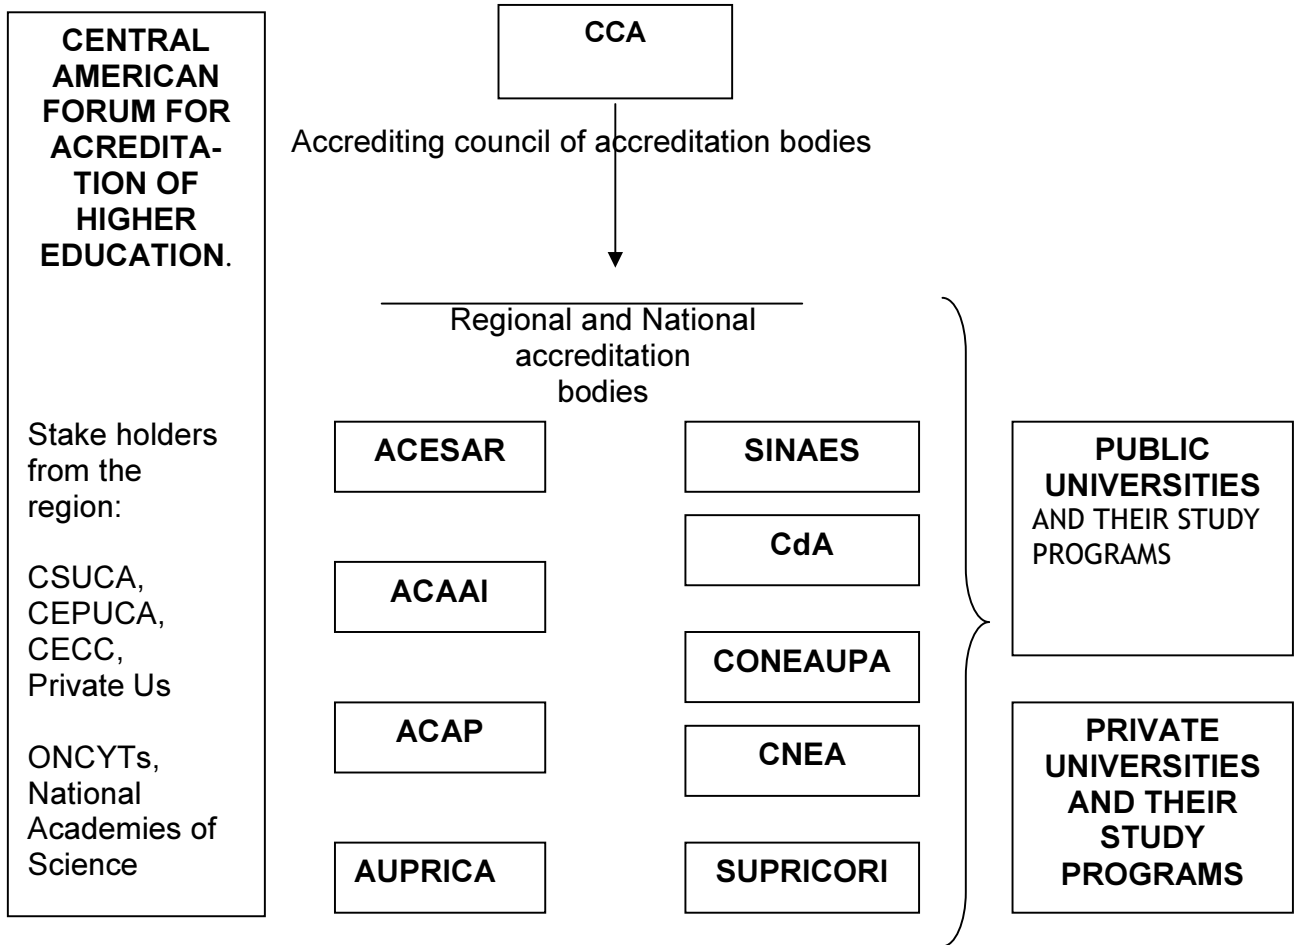 CENTRAL
AMERICAN
FORUM FOR
ACREDITA-
TION OF
HIGHER
EDUCATION.
Stake holders
from the
region:
CSUCA,
CEPUCA,
CECC,
Private Us
ONCYTs,
National
Academies of
Science
CCA
Accrediting council of accreditation bodies
Regional and National
accreditation
bodies
ACESAR
ACAAI
ACAP
AUPRICA
SINAES
CdA
CONEAUPA
CNEA
SUPRICORI
PUBLIC
UNIVERSITIES
AND THEIR STUDY
PROGRAMS
PRIVATE
UNIVERSITIES
AND THEIR
STUDY
PROGRAMS